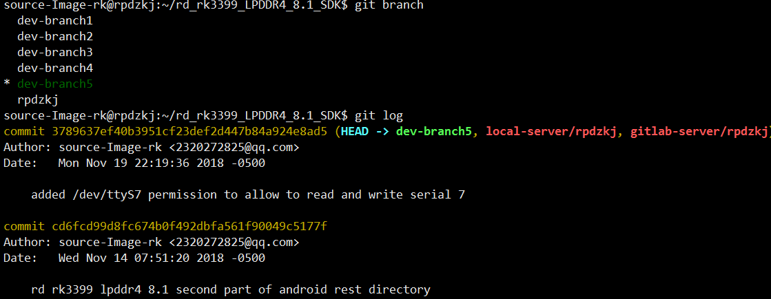 source-Image-rk@rpdzkj:~/rd_rk3399_LPDDR4_8.1_SDK$ git branch
dev-branch1
dev-branch2
dev-branch3
dev-branch4
* dev-branch5
rpdzkj
source-Image-rk@rpdzkj:~/rd_rk3399_LPDDR4_8.1_SDK$ git log
commit 3789637ef40b3951cf23def2d447b84a924e8ad5 (HEAD -> dev-branch5, local-server/rpdzkj, gitlab-server/rpdzkj)
Author: source-Image-rk <2320272825@qq.com>
Date:   Mon Nov 19 22:19:36 2018 -0500
added /dev/ttyS7 permission to allow to read and write serial 7
commit cd6fcd99d8fc674b0f492dbfa561f90049c5177f
Author: source-Image-rk <2320272825@qq.com>
Date:   Wed Nov 14 07:51:20 2018 -0500
rd rk3399 lpddr4 8.1 second part of android rest directory